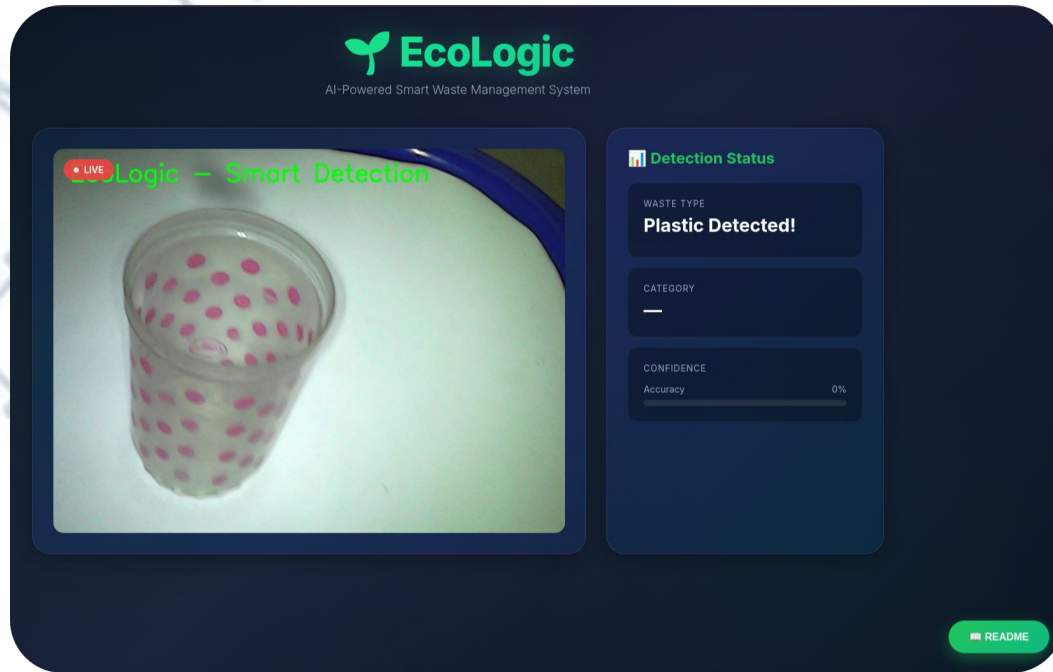 EcoLogic
AI-Powered Smart Waste Management System
LIVE
EcoLogic - Smart Detection
Detection Status
WASTE TYPE
Plastic Detected!
CATEGORY
—
CONFIDENCE
Accuracy 0%
README